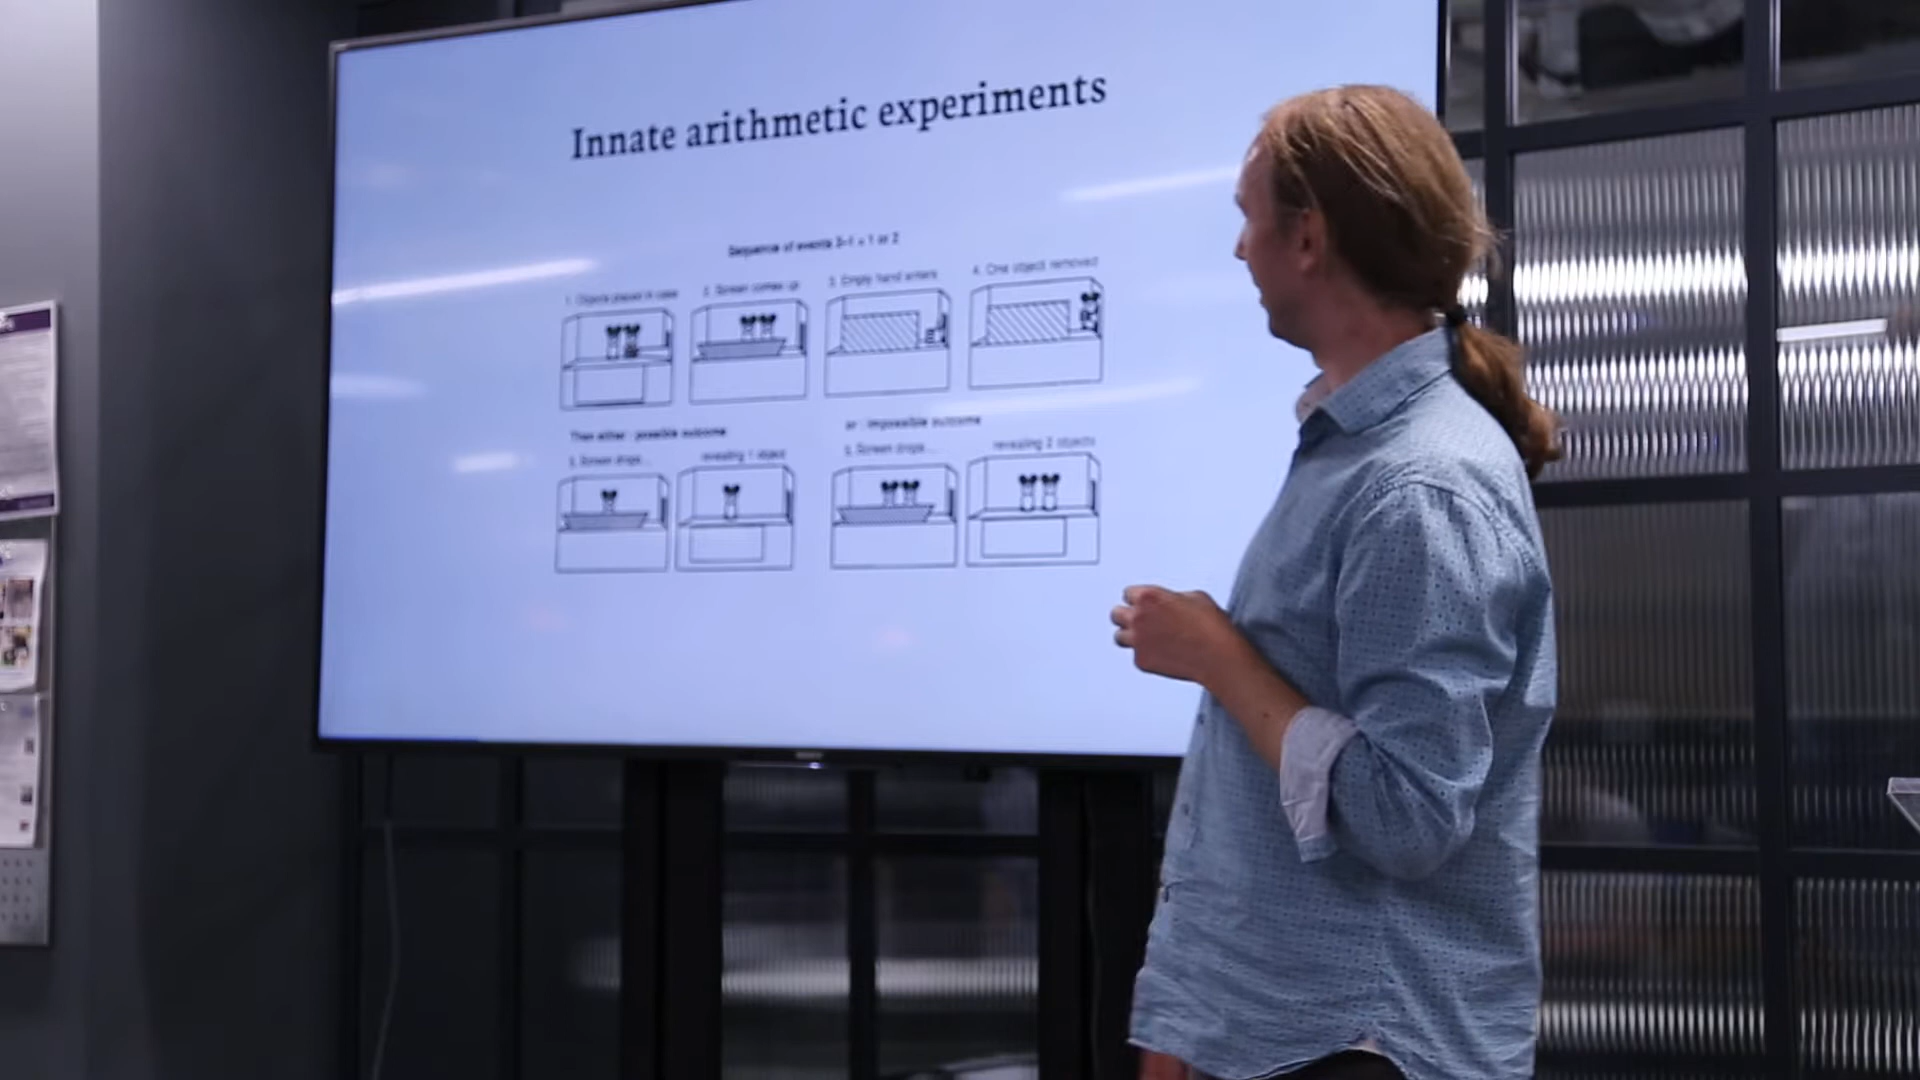 Innate arithmetic experiments
Sequence of events 2-1 = 1 or 2
1. Objects placed in case
2. Screen comes up
3. Empty hand enters
4. One object removed
Then either : possible outcome
or : impossible outcome
5. Screen drops...
revealing 1 object
5. Screen drops ...
revealing 2 objects